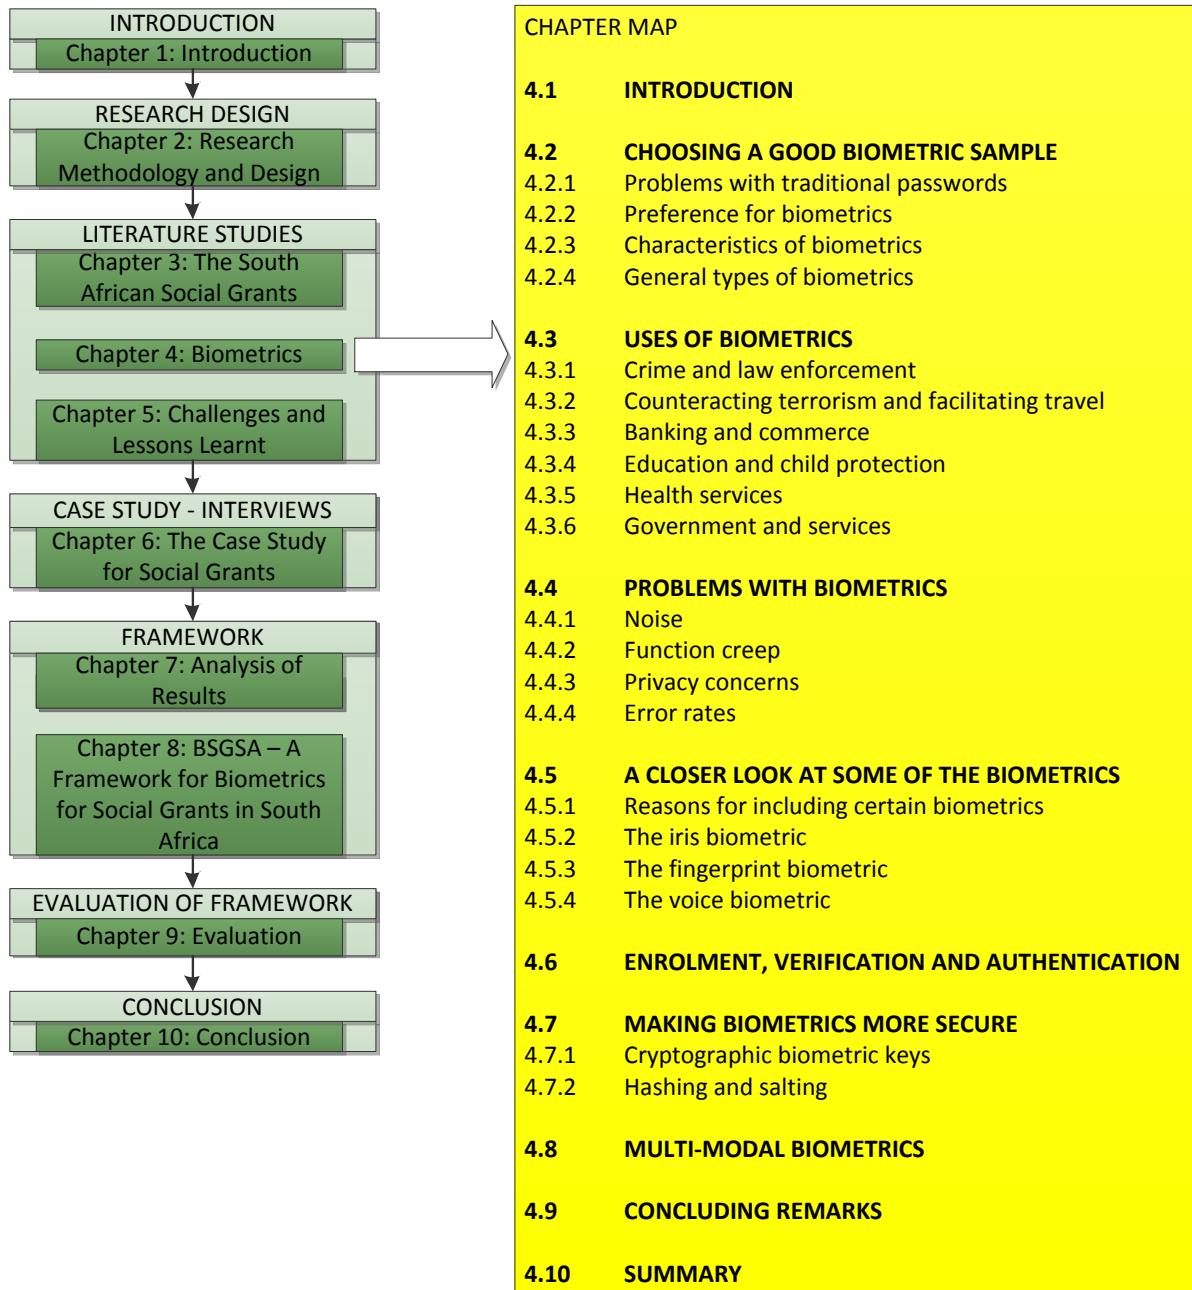 INTRODUCTION
Chapter 1: Introduction
RESEARCH DESIGN
Chapter 2: Research
Methodology and Design
LITERATURE STUDIES
Chapter 3: The South
African Social Grants
Chapter 4: Biometrics
Chapter 5: Challenges and
Lessons Learnt
CASE STUDY - INTERVIEWS
Chapter 6: The Case Study
for Social Grants
FRAMEWORK
Chapter 7: Analysis of
Results
Chapter 8: BSGSA – A
Framework for Biometrics
for Social Grants in South
Africa
EVALUATION OF FRAMEWORK
Chapter 9: Evaluation
CONCLUSION
Chapter 10: Conclusion
CHAPTER MAP
4.1 INTRODUCTION
4.2 CHOOSING A GOOD BIOMETRIC SAMPLE
4.2.1 Problems with traditional passwords
4.2.2 Preference for biometrics
4.2.3 Characteristics of biometrics
4.2.4 General types of biometrics
4.3 USES OF BIOMETRICS
4.3.1 Crime and law enforcement
4.3.2 Counteracting terrorism and facilitating travel
4.3.3 Banking and commerce
4.3.4 Education and child protection
4.3.5 Health services
4.3.6 Government and services
4.4 PROBLEMS WITH BIOMETRICS
4.4.1 Noise
4.4.2 Function creep
4.4.3 Privacy concerns
4.4.4 Error rates
4.5 A CLOSER LOOK AT SOME OF THE BIOMETRICS
4.5.1 Reasons for including certain biometrics
4.5.2 The iris biometric
4.5.3 The fingerprint biometric
4.5.4 The voice biometric
4.6 ENROLMENT, VERIFICATION AND AUTHENTICATION
4.7 MAKING BIOMETRICS MORE SECURE
4.7.1 Cryptographic biometric keys
4.7.2 Hashing and salting
4.8 MULTI-MODAL BIOMETRICS
4.9 CONCLUDING REMARKS
4.10 SUMMARY